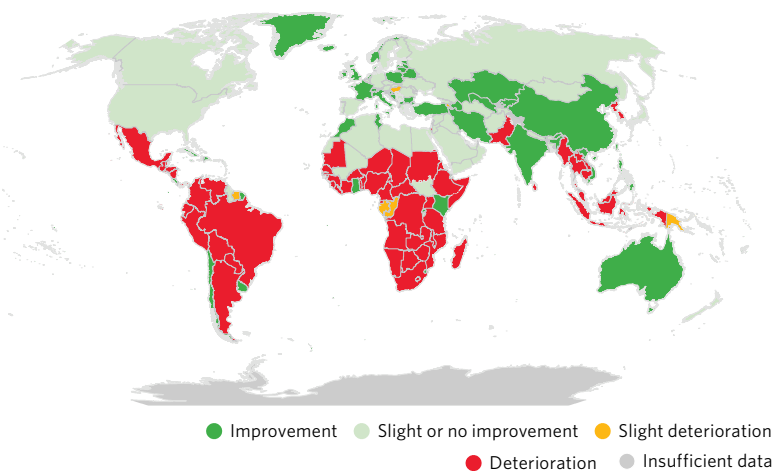 Improvement Slight or no improvement Slight deterioration
Deterioration Insufficient data